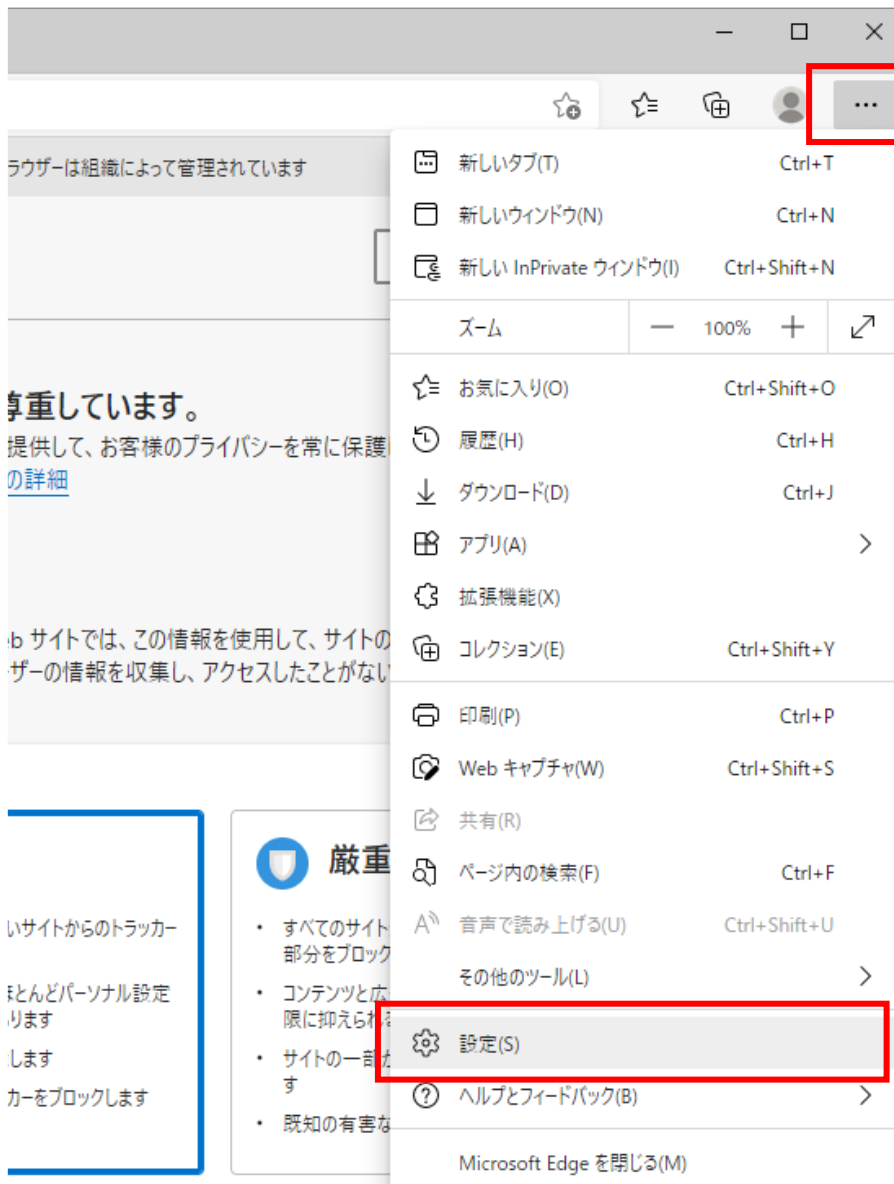 ラウザーは組織によって管理されています
尊重しています。
提供して、お客様のプライバシーを常に保護
の詳細
eb サイトでは、この情報を使用して、サイトの
ーザーの情報を収集し、アクセスしたことがない
いサイトからのトラッカー
ほとんどパーソナル設定
ります
します
カーをブロックします
厳重
・ すべてのサイト
部分をブロック
・ コンテンツと広
限に抑えられ
・ サイトの一部が
す
・ 既知の有害な
新しいタブ(T) Ctrl+T
新しいウィンドウ(N) Ctrl+N
新しい InPrivate ウィンドウ(I) Ctrl+Shift+N
ズーム — 100% +
お気に入り(O) Ctrl+Shift+O
履歴(H) Ctrl+H
ダウンロード(D) Ctrl+J
アプリ(A)
拡張機能(X)
コレクション(E) Ctrl+Shift+Y
印刷(P) Ctrl+P
Web キャプチャ(W) Ctrl+Shift+S
共有(R)
ページ内の検索(F) Ctrl+F
音声で読み上げる(U) Ctrl+Shift+U
その他のツール(L)
設定(S)
ヘルプとフィードバック(B)
Microsoft Edge を閉じる(M)